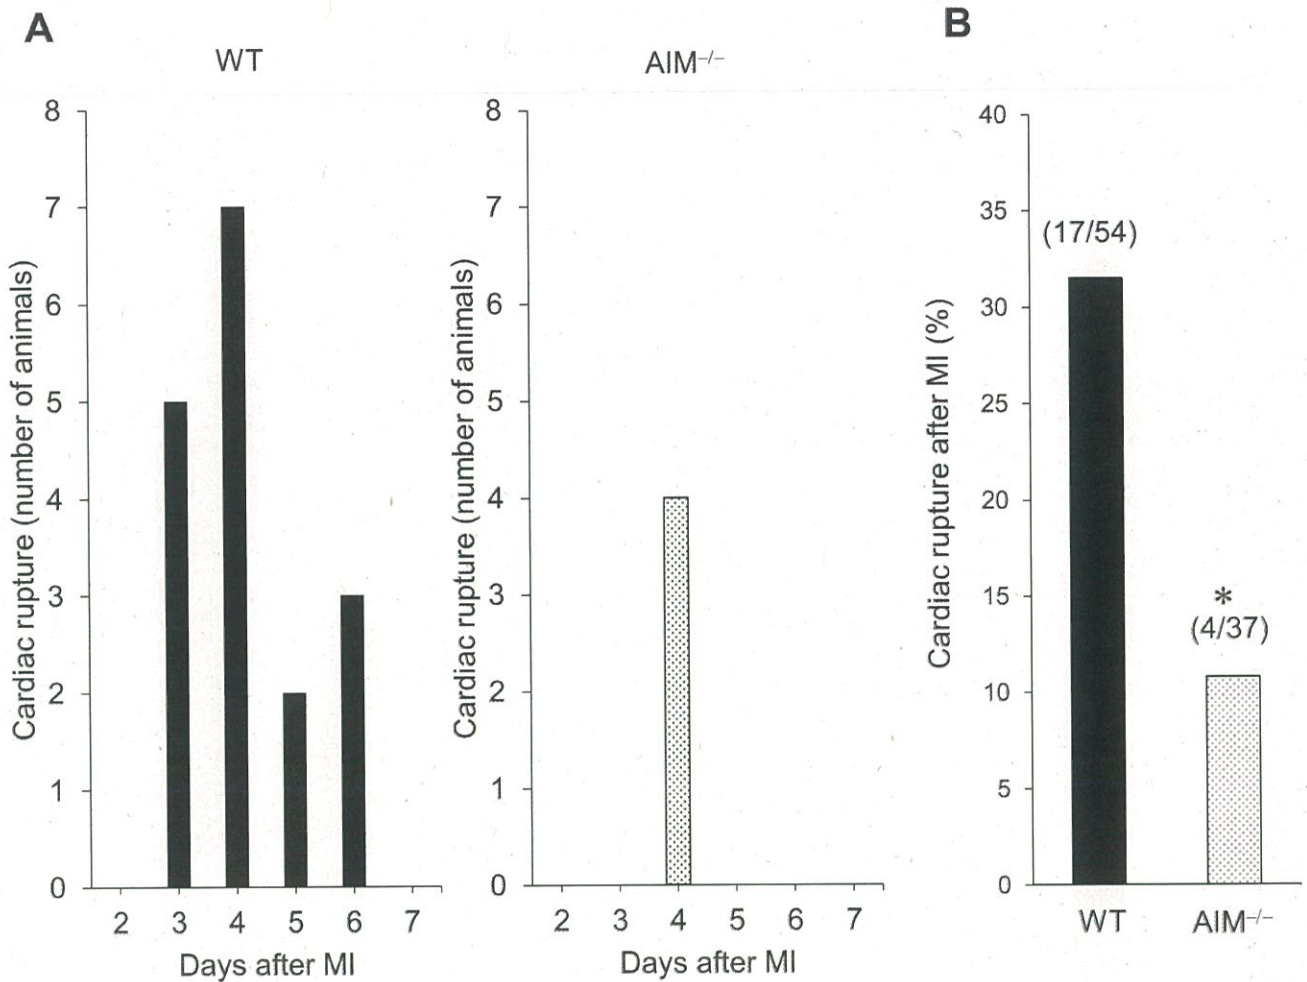 A
WT
Cardiac rupture (number of animals)
8
7
6
5
4
3
2
1
0
2 3 4 5 6 7
Days after MI
AIM⁻/⁻
Cardiac rupture (number of animals)
8
7
6
5
4
3
2
1
0
2 3 4 5 6 7
Days after MI
B
Cardiac rupture after MI (%)
40
35
30
25
20
15
10
5
0
(17/54)
*
(4/37)
WT AIM⁻/⁻